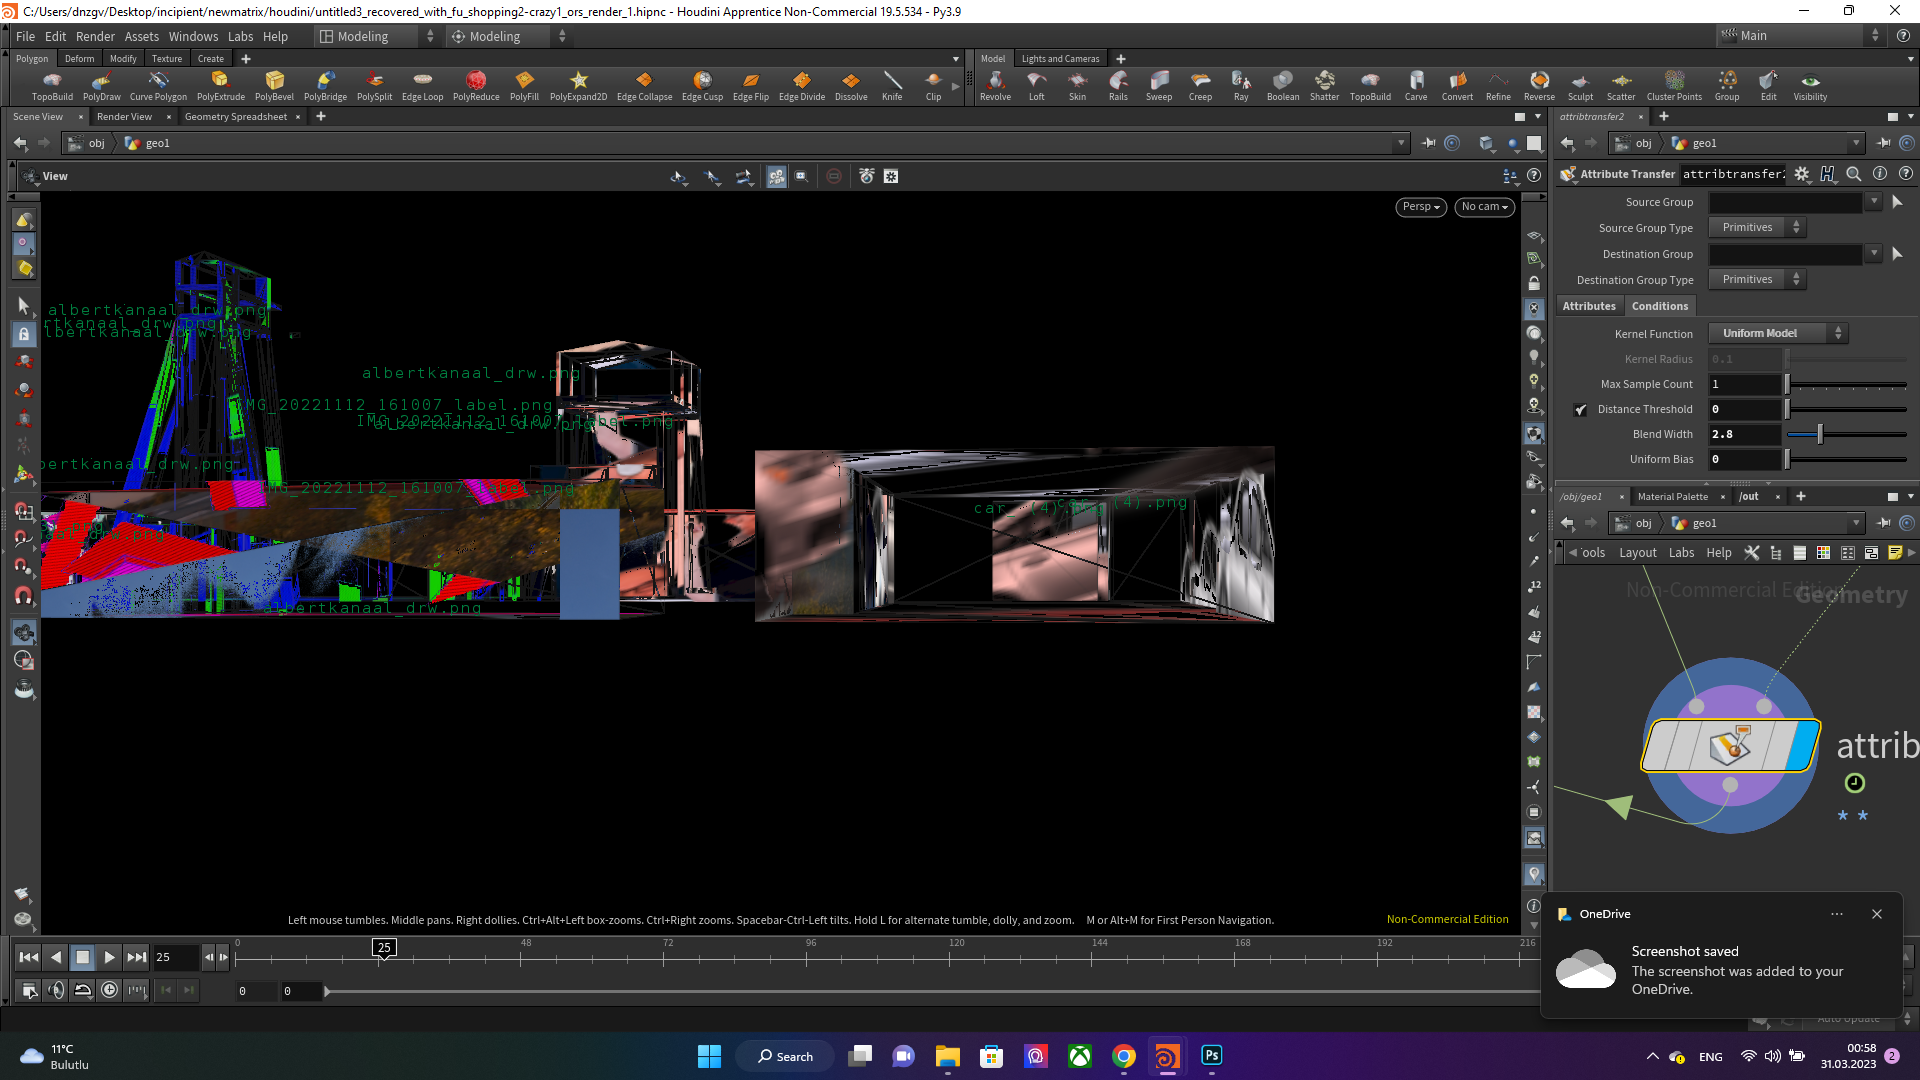 C:/Users/dnzgv/Desktop/incipient/newmatrix/houdini/untitled3_recovered_with_fu_shopping2-crazy1_ors_render_1.hipnc - Houdini Apprentice Non-Commercial 19.5.534 - Py3.9
File Edit Render Assets Windows Labs Help Modeling Modeling Main
Polygon Deform Modify Texture Create Model Lights and Cameras
TopoBuild PolyDraw Curve Polygon PolyExtrude PolyBevel PolyBridge PolySplit Edge Loop PolyReduce PolyFill PolyExpand2D Edge Collapse Edge Cusp Edge Flip Edge Divide Dissolve Knife Clip Revolve Loft Skin Rails Sweep Creep Ray Boolean Shatter TopoBuild Carve Convert Refine Reverse Sculpt Scatter Cluster Points Group Edit Visibility
Scene View Render View Geometry Spreadsheet attribtransfer2
obj geo1 obj geo1
View Attribute Transfer attribtransfer2
Persp No cam
Source Group
Source Group Type Primitives
Destination Group
Destination Group Type Primitives
Attributes Conditions
Kernel Function Uniform Model
Kernel Radius 0.1
Max Sample Count 1
Distance Threshold 0
Blend Width 2.8
Uniform Bias 0
albertkanaal_drw.png
rtkanaal_drw.png
lbertkanaal_drw.png
albertkanaal_drw.png
IMG_20221112_161007_label.png
IMG_20221112_161007_label.png
albertkanaal_drw.png
bertkanaal_drw.png
IMG_20221112_161007_label.png
car_ (4).png
car_ (4).png
albertkanaal_drw.png
/obj/geo1 Material Palette /out
obj geo1
ools Layout Labs Help
Non-Commercial Edition
Geometry
attrib
Left mouse tumbles. Middle pans. Right dollies. Ctrl+Alt+Left box-zooms. Ctrl+Right zooms. Spacebar-Ctrl-Left tilts. Hold L for alternate tumble, dolly, and zoom. M or Alt+M for First Person Navigation.
Non-Commercial Edition
OneDrive
Screenshot saved
The screenshot was added to your
OneDrive.
25 0 25 48 72 96 120 144 168 192 216
0 0
Auto Update
11°C
Bulutlu
Search
ENG
00:58
31.03.2023
2